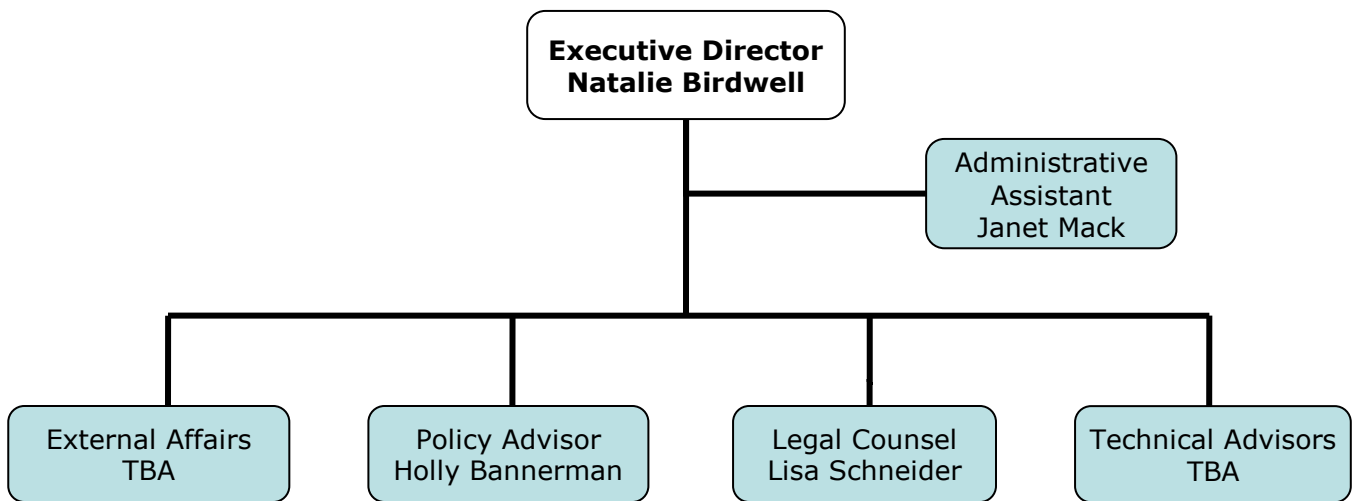 Executive Director
Natalie Birdwell
Administrative
Assistant
Janet Mack
External Affairs
TBA
Policy Advisor
Holly Bannerman
Legal Counsel
Lisa Schneider
Technical Advisors
TBA